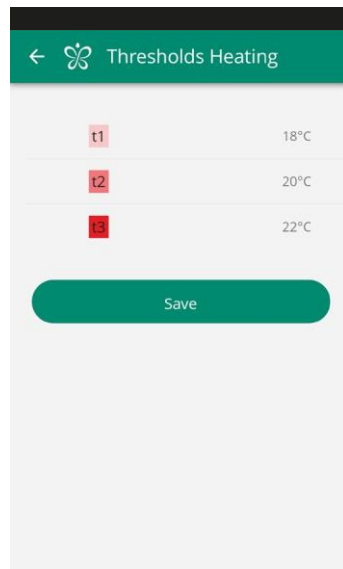 Thresholds Heating
t1 18°C
t2 20°C
t3 22°C
Save